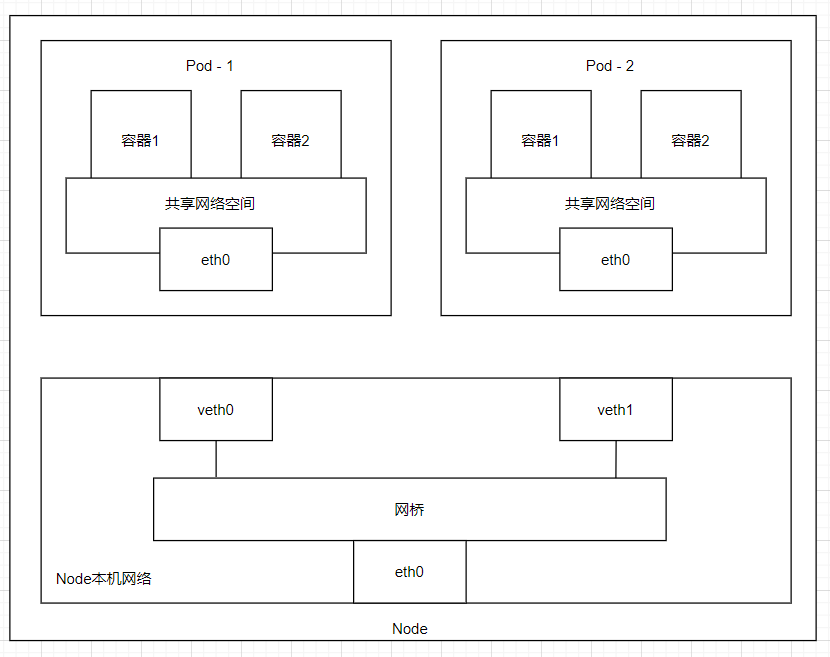 Pod - 1
Pod - 2
容器1
容器2
容器1
容器2
共享网络空间
共享网络空间
eth0
eth0
veth0
veth1
网桥
eth0
Node本机网络
Node